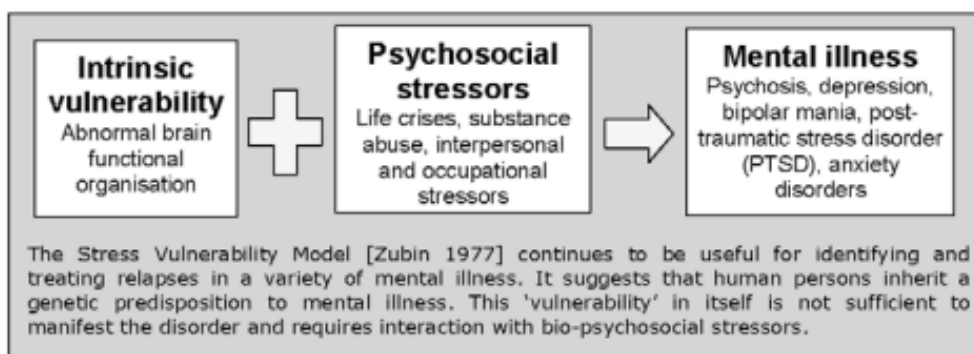 Intrinsic
vulnerability
Abnormal brain
functional
organisation
Psychosocial
stressors
Life crises, substance
abuse, interpersonal
and occupational
stressors
Mental illness
Psychosis, depression,
bipolar mania, post-
traumatic stress disorder
(PTSD), anxiety
disorders
The Stress Vulnerability Model [Zubin 1977] continues to be useful for identifying and
treating relapses in a variety of mental illness. It suggests that human persons inherit a
genetic predisposition to mental illness. This 'vulnerability' in itself is not sufficient to
manifest the disorder and requires interaction with bio-psychosocial stressors.